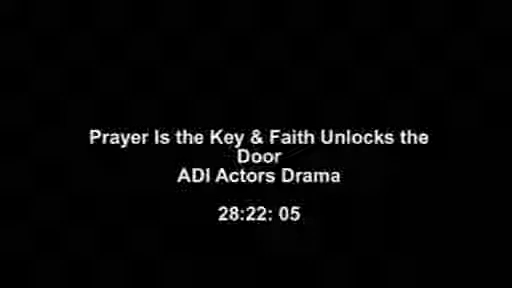 Prayer Is the Key & Faith Unlocks the
Door
ADI Actors Drama
28:22: 05